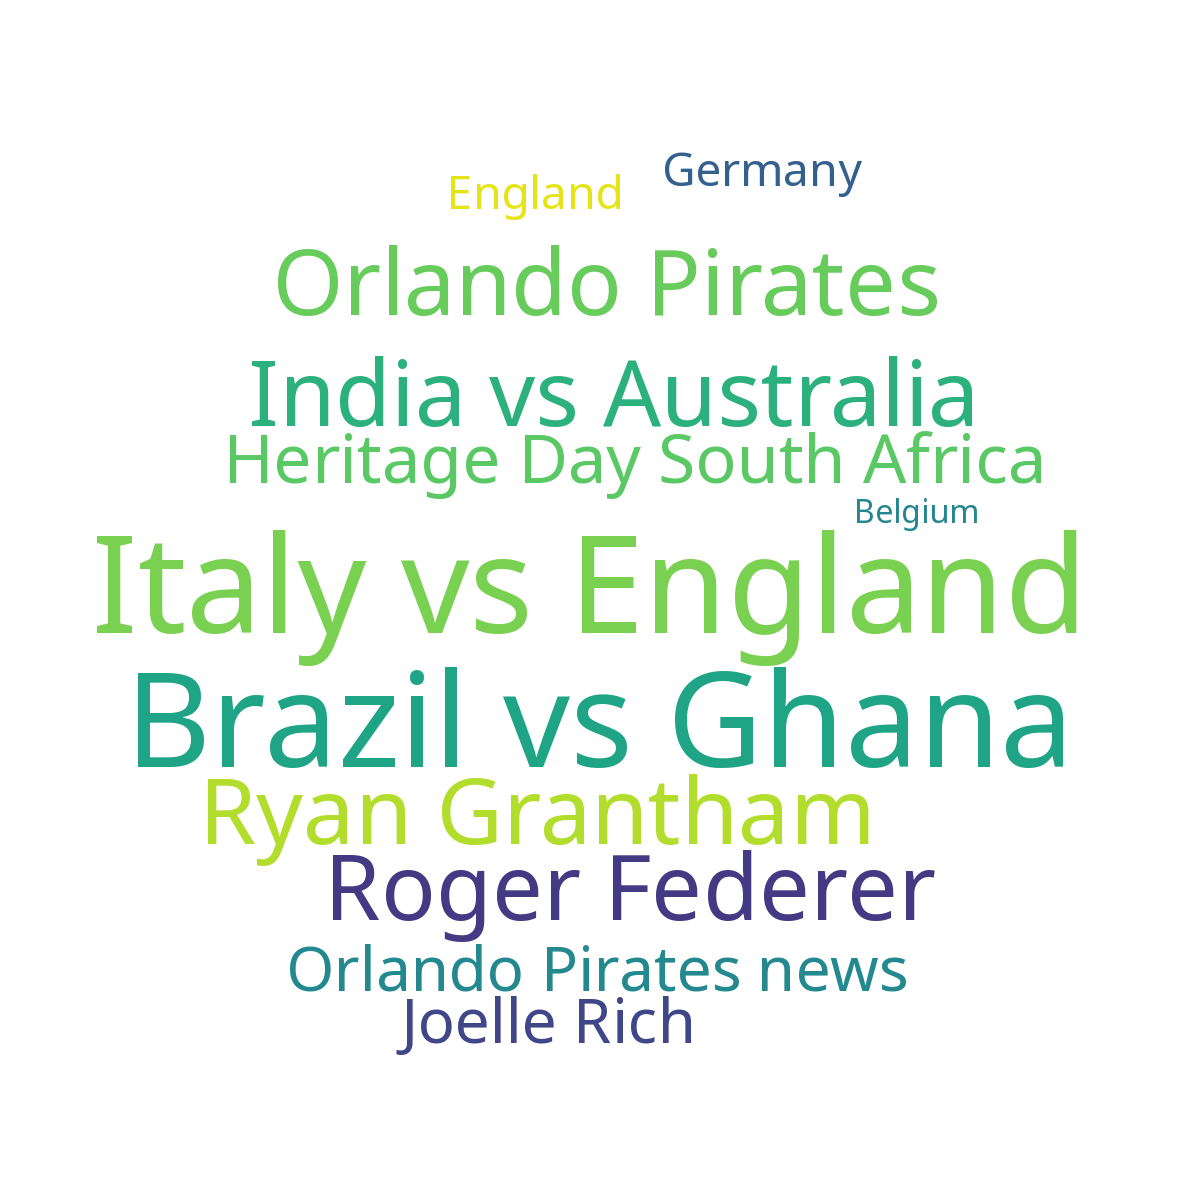 Germany
England
Orlando Pirates
India vs Australia
Heritage Day South Africa
Belgium
Italy vs England
Brazil vs Ghana
Ryan Grantham
Roger Federer
Orlando Pirates news
Joelle Rich